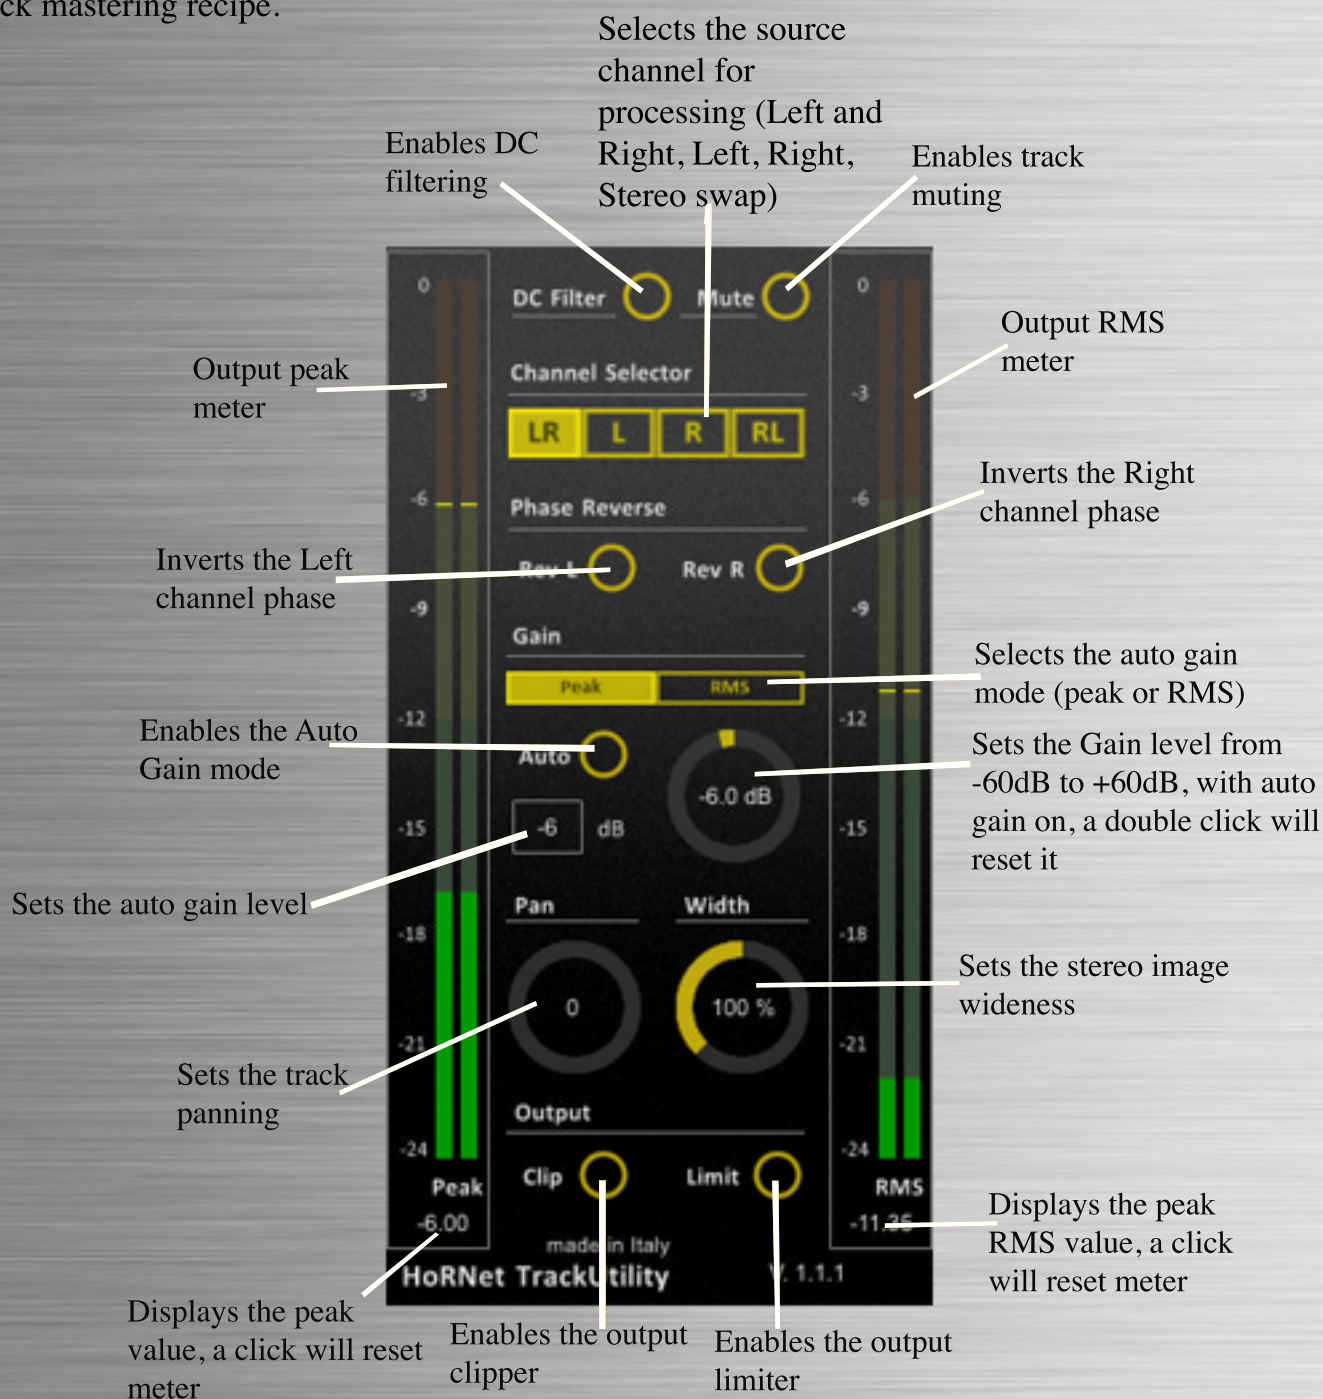 ck mastering recipe.
Selects the source
channel for
processing (Left and
Right, Left, Right,
Stereo swap)
Enables DC
filtering
Enables track
muting
Output peak
meter
Output RMS
meter
Inverts the Left
channel phase
Inverts the Right
channel phase
Enables the Auto
Gain mode
Selects the auto gain
mode (peak or RMS)
Sets the Gain level from
-60dB to +60dB, with auto
gain on, a double click will
reset it
Sets the auto gain level
Sets the stereo image
wideness
Sets the track
panning
Displays the peak
RMS value, a click
will reset meter
Displays the peak
value, a click will reset
meter
Enables the output
clipper
Enables the output
limiter
0
-3
-6
-9
-12
-15
-18
-21
-24
Peak
-6.00
DC Filter Mute
Channel Selector
LR L R RL
Phase Reverse
Rev L Rev R
Gain
Peak RMS
Auto
-6.0 dB
-6 dB
Pan Width
0 100 %
Output
Clip Limit
made in Italy
HoRNet TrackUtility V. 1.1.1
0
-3
-6
-9
-12
-15
-18
-21
-24
RMS
-11.35